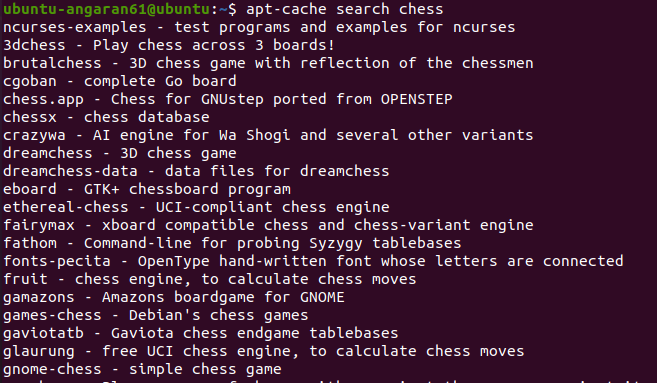 ubuntu-angaran61@ubuntu:~$ apt-cache search chess
ncurses-examples - test programs and examples for ncurses
3dchess - Play chess across 3 boards!
brutalchess - 3D chess game with reflection of the chessmen
cgoban - complete Go board
chess.app - Chess for GNUstep ported from OPENSTEP
chessx - chess database
crazywa - AI engine for Wa Shogi and several other variants
dreamchess - 3D chess game
dreamchess-data - data files for dreamchess
eboard - GTK+ chessboard program
ethereal-chess - UCI-compliant chess engine
fairymax - xboard compatible chess and chess-variant engine
fathom - Command-line for probing Syzygy tablebases
fonts-pecita - OpenType hand-written font whose letters are connected
fruit - chess engine, to calculate chess moves
gamazons - Amazons boardgame for GNOME
games-chess - Debian's chess games
gaviotatb - Gaviota chess endgame tablebases
glaurung - free UCI chess engine, to calculate chess moves
gnome-chess - simple chess game